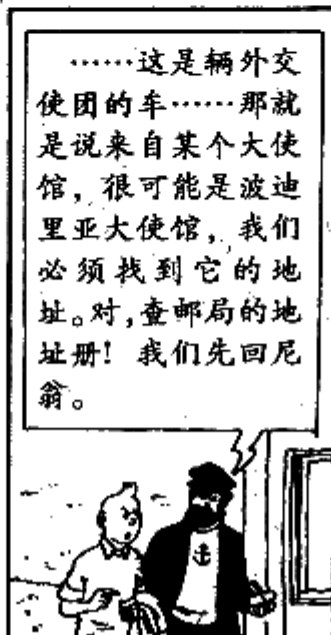 ……这是辆外交
使团的车……那就
是说来自某个大使
馆，很可能是波迪
里亚大使馆，我们
必须找到它的地
址。对，查邮局的地
址册！我们先回尼
翁。